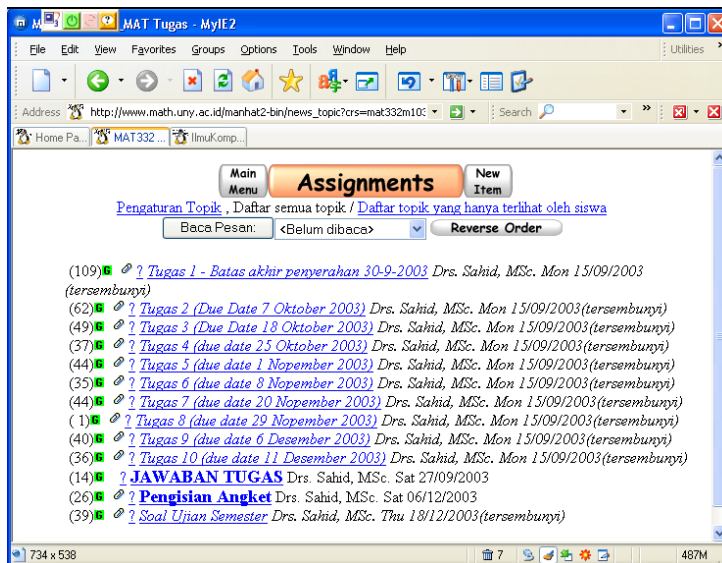 MAT Tugas - MyIE2
File Edit View Favorites Groups Options Tools Window Help Utilities »
Address http://www.math.uny.ac.id/manhat2-bin/news_topic?crs=mat332m103 Search »
Home Pa... MAT332 ... IlmuKomp...
Main Menu Assignments New Item
Pengaturan Topik , Daftar semua topik / Daftar topik yang hanya terlihat oleh siswa
Baca Pesan: <Belum dibaca> Reverse Order
(109)G ? Tugas 1 - Batas akhir penyerahan 30-9-2003 Drs. Sahid, MSc. Mon 15/09/2003
(tersembunyi)
(62)G ? Tugas 2 (Due Date 7 Oktober 2003) Drs. Sahid, MSc. Mon 15/09/2003(tersembunyi)
(49)G ? Tugas 3 (Due Date 18 Oktober 2003) Drs. Sahid, MSc. Mon 15/09/2003(tersembunyi)
(37)G ? Tugas 4 (due date 25 Oktober 2003) Drs. Sahid, MSc. Mon 15/09/2003(tersembunyi)
(44)G ? Tugas 5 (due date 1 Nopember 2003) Drs. Sahid, MSc. Mon 15/09/2003(tersembunyi)
(35)G ? Tugas 6 (due date 8 Nopember 2003) Drs. Sahid, MSc. Mon 15/09/2003(tersembunyi)
(44)G ? Tugas 7 (due date 20 Nopember 2003) Drs. Sahid, MSc. Mon 15/09/2003(tersembunyi)
( 1)G ? Tugas 8 (due date 29 Nopember 2003) Drs. Sahid, MSc. Mon 15/09/2003(tersembunyi)
(40)G ? Tugas 9 (due date 6 Desember 2003) Drs. Sahid, MSc. Mon 15/09/2003(tersembunyi)
(36)G ? Tugas 10 (due date 11 Desember 2003) Drs. Sahid, MSc. Mon 15/09/2003(tersembunyi)
(14)G ? JAWABAN TUGAS Drs. Sahid, MSc. Sat 27/09/2003
(26)G ? Pengisian Angket Drs. Sahid, MSc. Sat 06/12/2003
(39)G ? Soal Ujian Semester Drs. Sahid, MSc. Thu 18/12/2003(tersembunyi)
734 x 538 7 487M